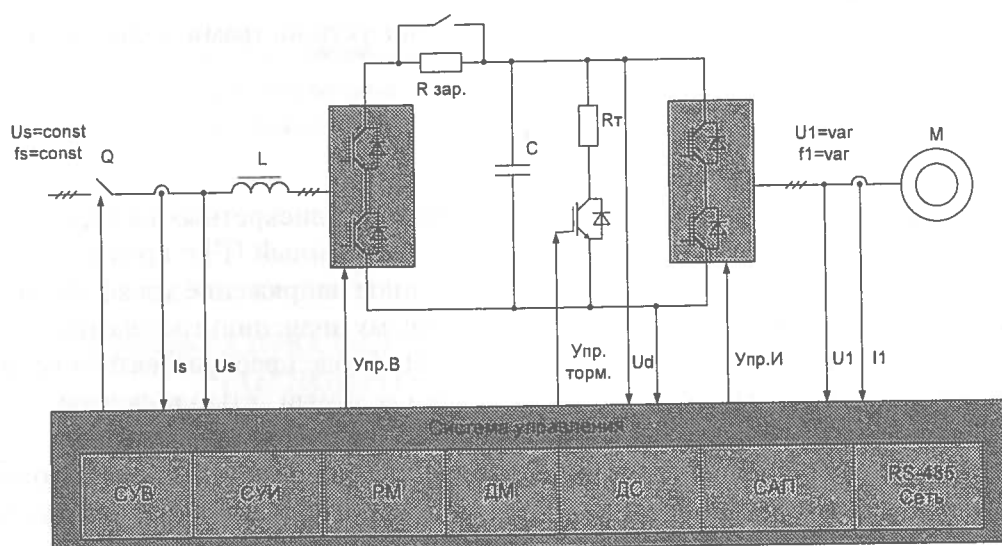 R зар.
Us=const
fs=const
Q
L
C
Rт
U1=var
f1=var
M
Is
Us
Упр.В
Упр.
торм.
Ud
Упр.И
U1
I1
Система управления
СУВ
СУИ
РМ
ДМ
ДС
САП
RS-485,
Сеть